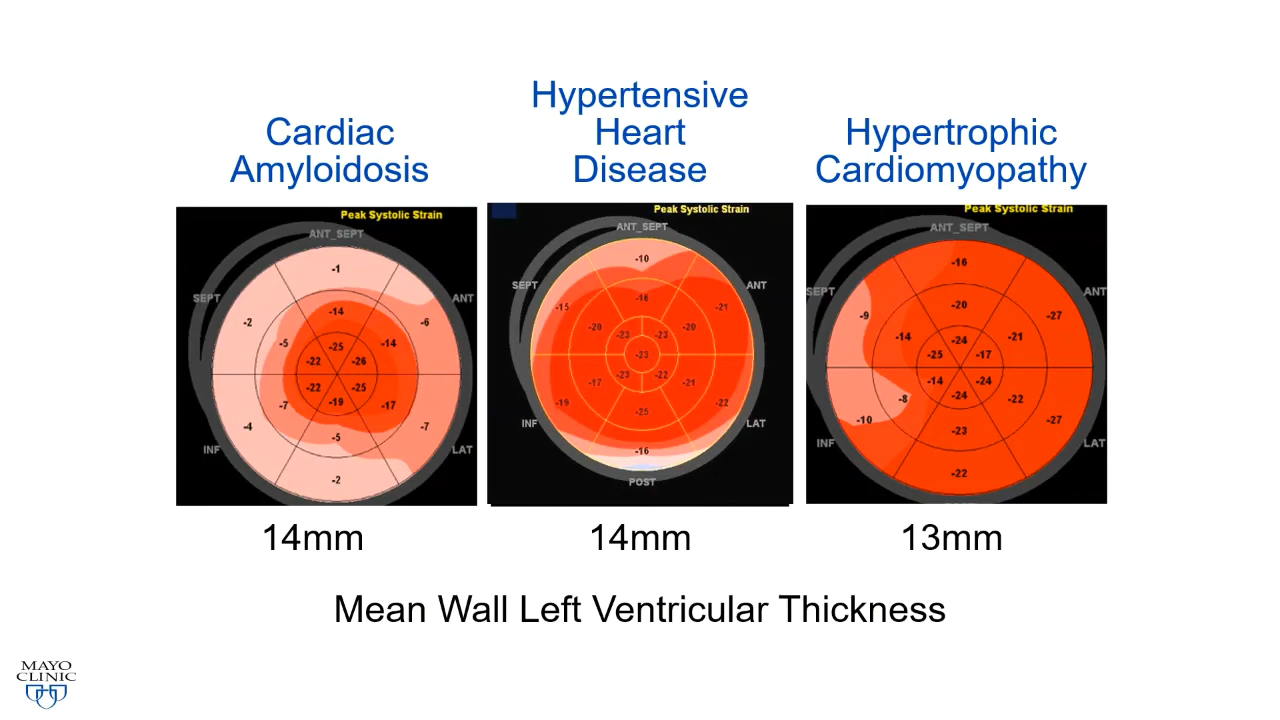 Cardiac
Amyloidosis
Hypertensive
Heart
Disease
Hypertrophic
Cardiomyopathy
Peak Systolic Strain
ANT_SEPT
-1
SEPT
ANT
-2
-14
-6
-5
-25
-14
-22
-26
-22
-25
-7
-19
-17
-4
-5
-7
INF
LAT
-2
Peak Systolic Strain
ANT_SEPT
-10
SEPT
ANT
-15
-16
-21
-20
-23
-23
-20
-23
-17
-23
-22
-21
-19
-25
-22
INF
LAT
-16
POST
Peak Systolic Strain
ANT_SEPT
-16
SEPT
ANT
-9
-20
-27
-14
-24
-21
-25
-17
-14
-24
-8
-24
-22
-10
-23
-27
INF
LAT
-22
14mm
14mm
13mm
Mean Wall Left Ventricular Thickness
MAYO
CLINIC